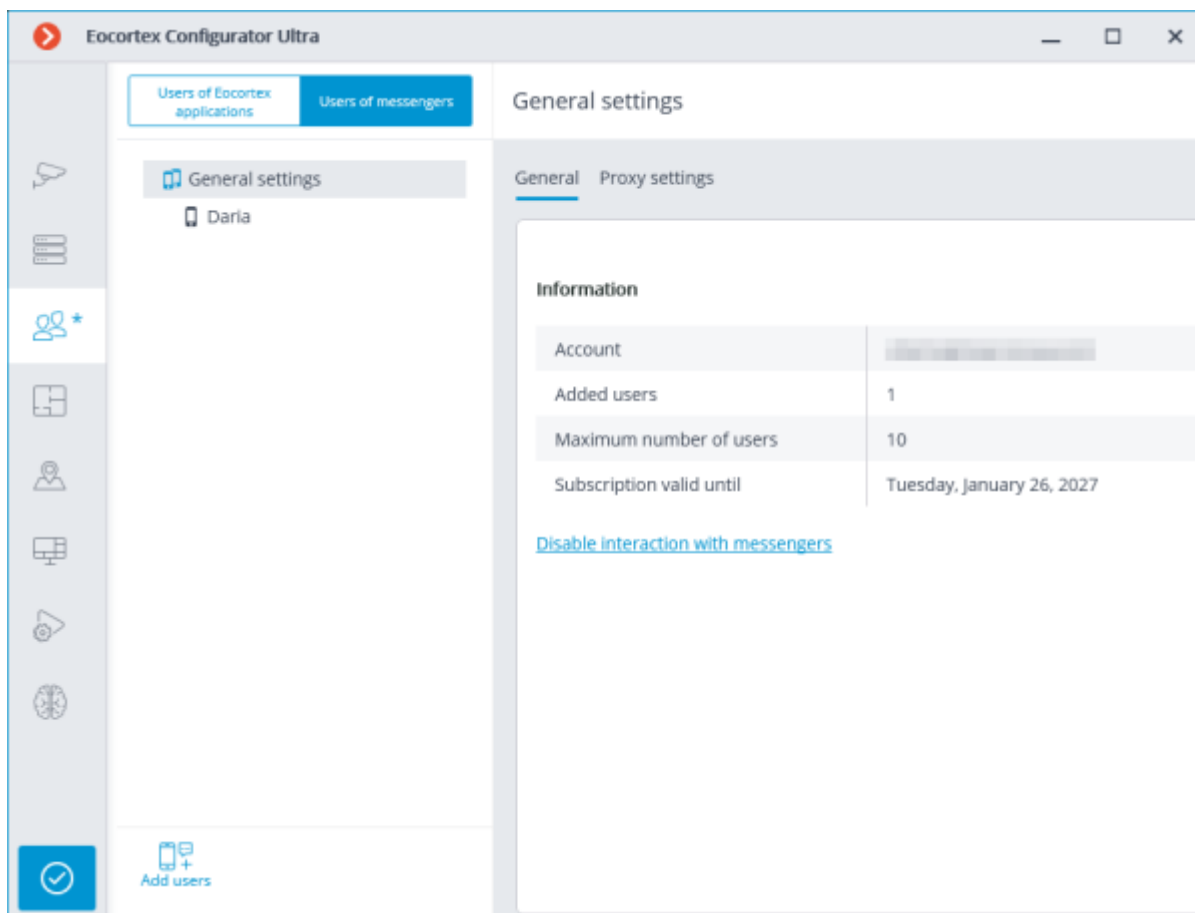 Eocortex Configurator Ultra
Users of Eocortex
applications
Users of messengers
General settings
General settings
Daria
General Proxy settings
Information
Account
Added users 1
Maximum number of users 10
Subscription valid until Tuesday, January 26, 2027
Disable interaction with messengers
Add users